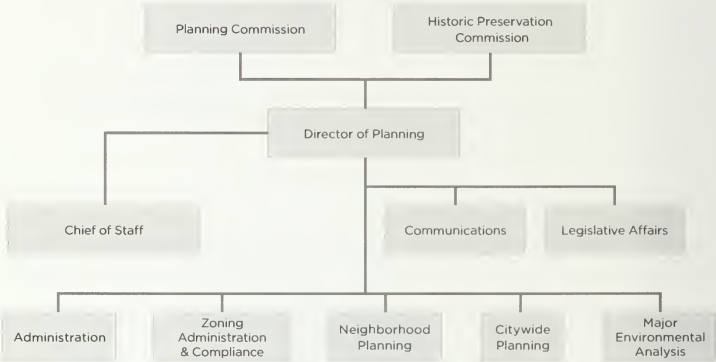 Planning Commission
Historic Preservation
Commission
Director of Planning
Chief of Staff
Communications
Legislative Affairs
Administration
Zoning
Administration
& Compliance
Neighborhood
Planning
Citywide
Planning
Major
Environmental
Analysis